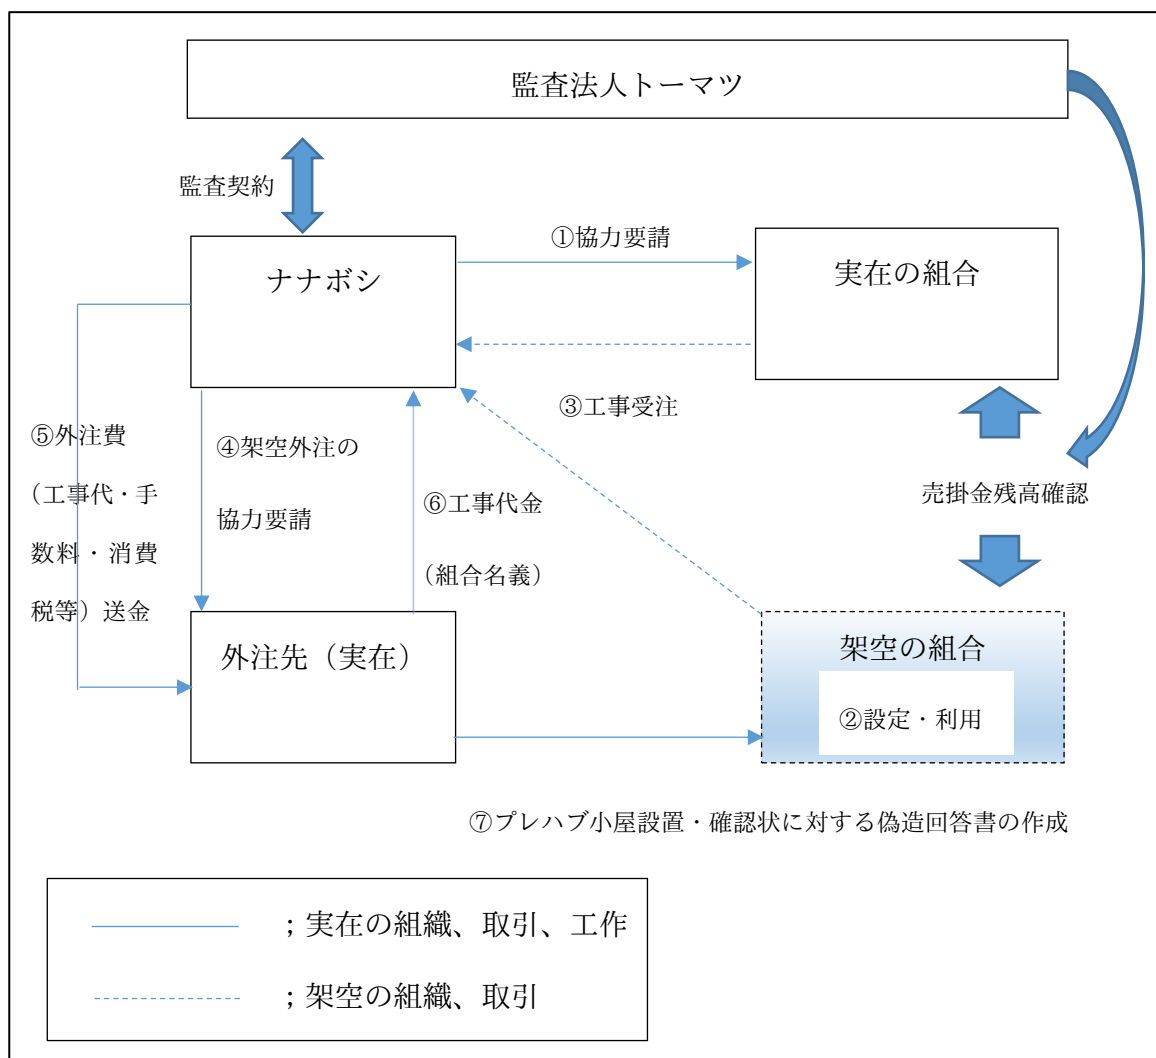 監査法人トーマツ
監査契約
①協力要請
ナナボシ
実在の組合
③工事受注
⑤外注費
（工事代・手
数料・消費
税等）送金
④架空外注の
協力要請
⑥工事代金
（組合名義）
売掛金残高確認
外注先（実在）
架空の組合
②設定・利用
⑦プレハブ小屋設置・確認状に対する偽造回答書の作成
；実在の組織、取引、工作
；架空の組織、取引